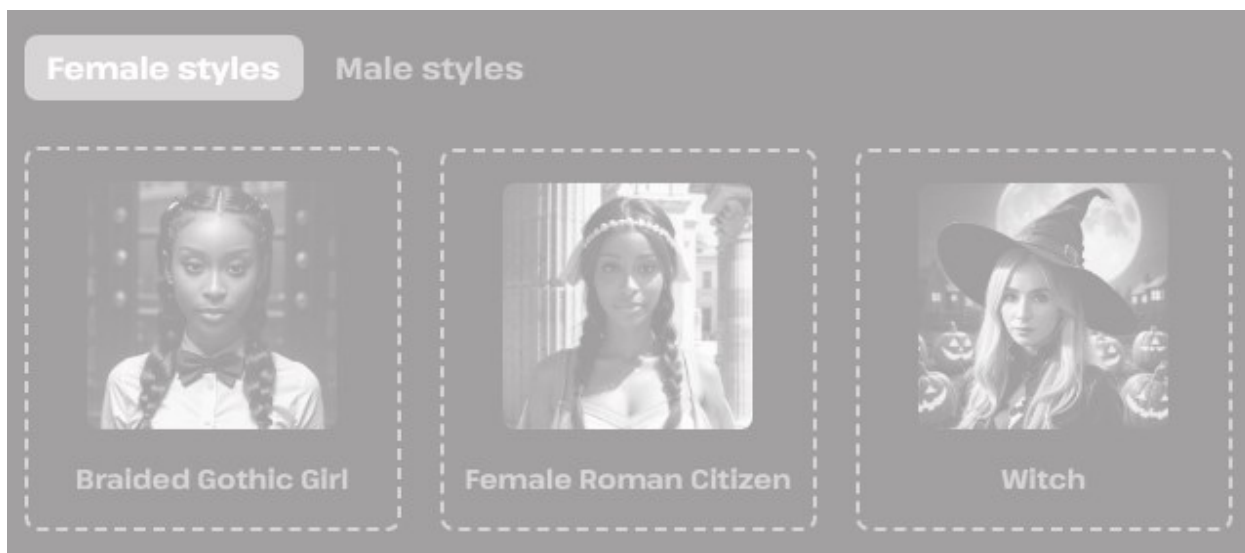 Female styles
Male styles
Braided Gothic Girl
Female Roman Citizen
Witch